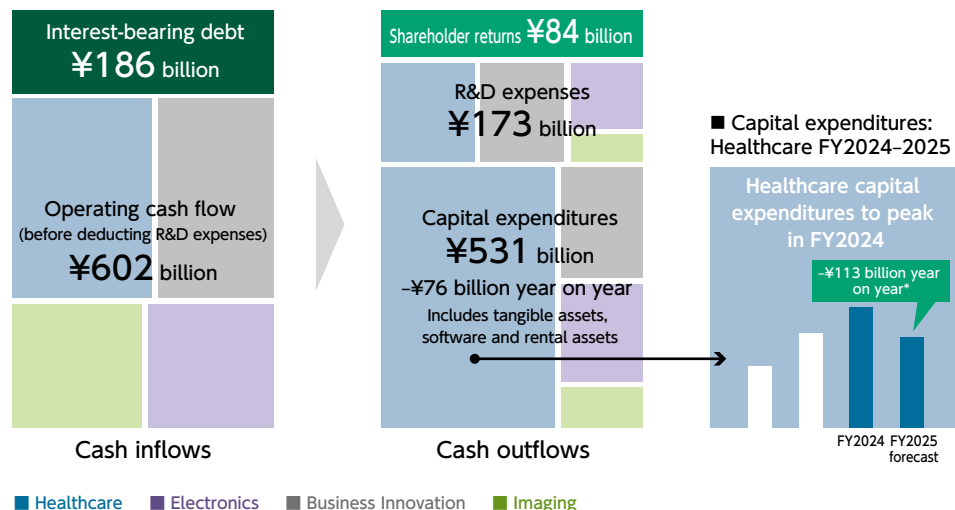 Interest-bearing debt
¥186 billion
Operating cash flow
(before deducting R&D expenses)
¥602 billion
Cash inflows
Shareholder returns ¥84 billion
R&D expenses
¥173 billion
Capital expenditures
¥531 billion
–¥76 billion year on year
Includes tangible assets,
software and rental assets
Cash outflows
■ Capital expenditures:
Healthcare FY2024–2025
Healthcare capital
expenditures to peak
in FY2024
–¥113 billion year
on year*
FY2024 FY2025
forecast
■ Healthcare ■ Electronics ■ Business Innovation ■ Imaging